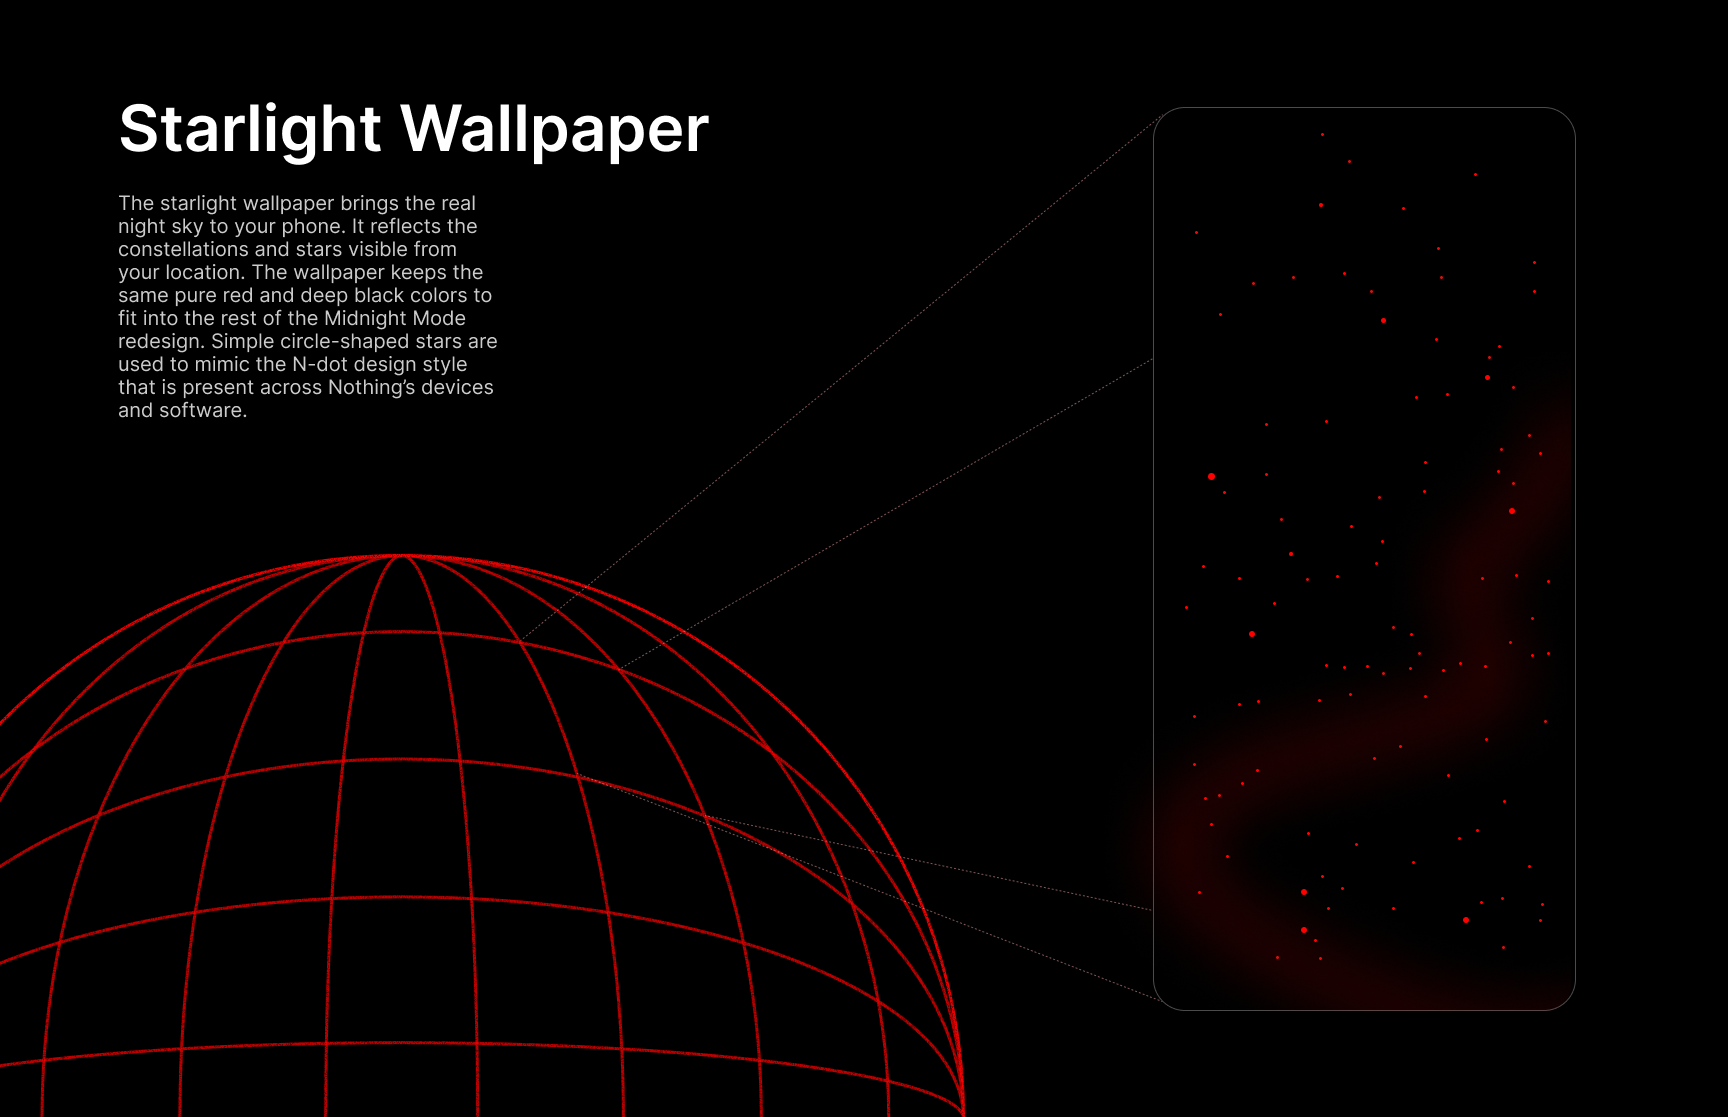 Starlight Wallpaper
The starlight wallpaper brings the real
night sky to your phone. It reflects the
constellations and stars visible from
your location. The wallpaper keeps the
same pure red and deep black colors to
fit into the rest of the Midnight Mode
redesign. Simple circle-shaped stars are
used to mimic the N-dot design style
that is present across Nothing’s devices
and software.